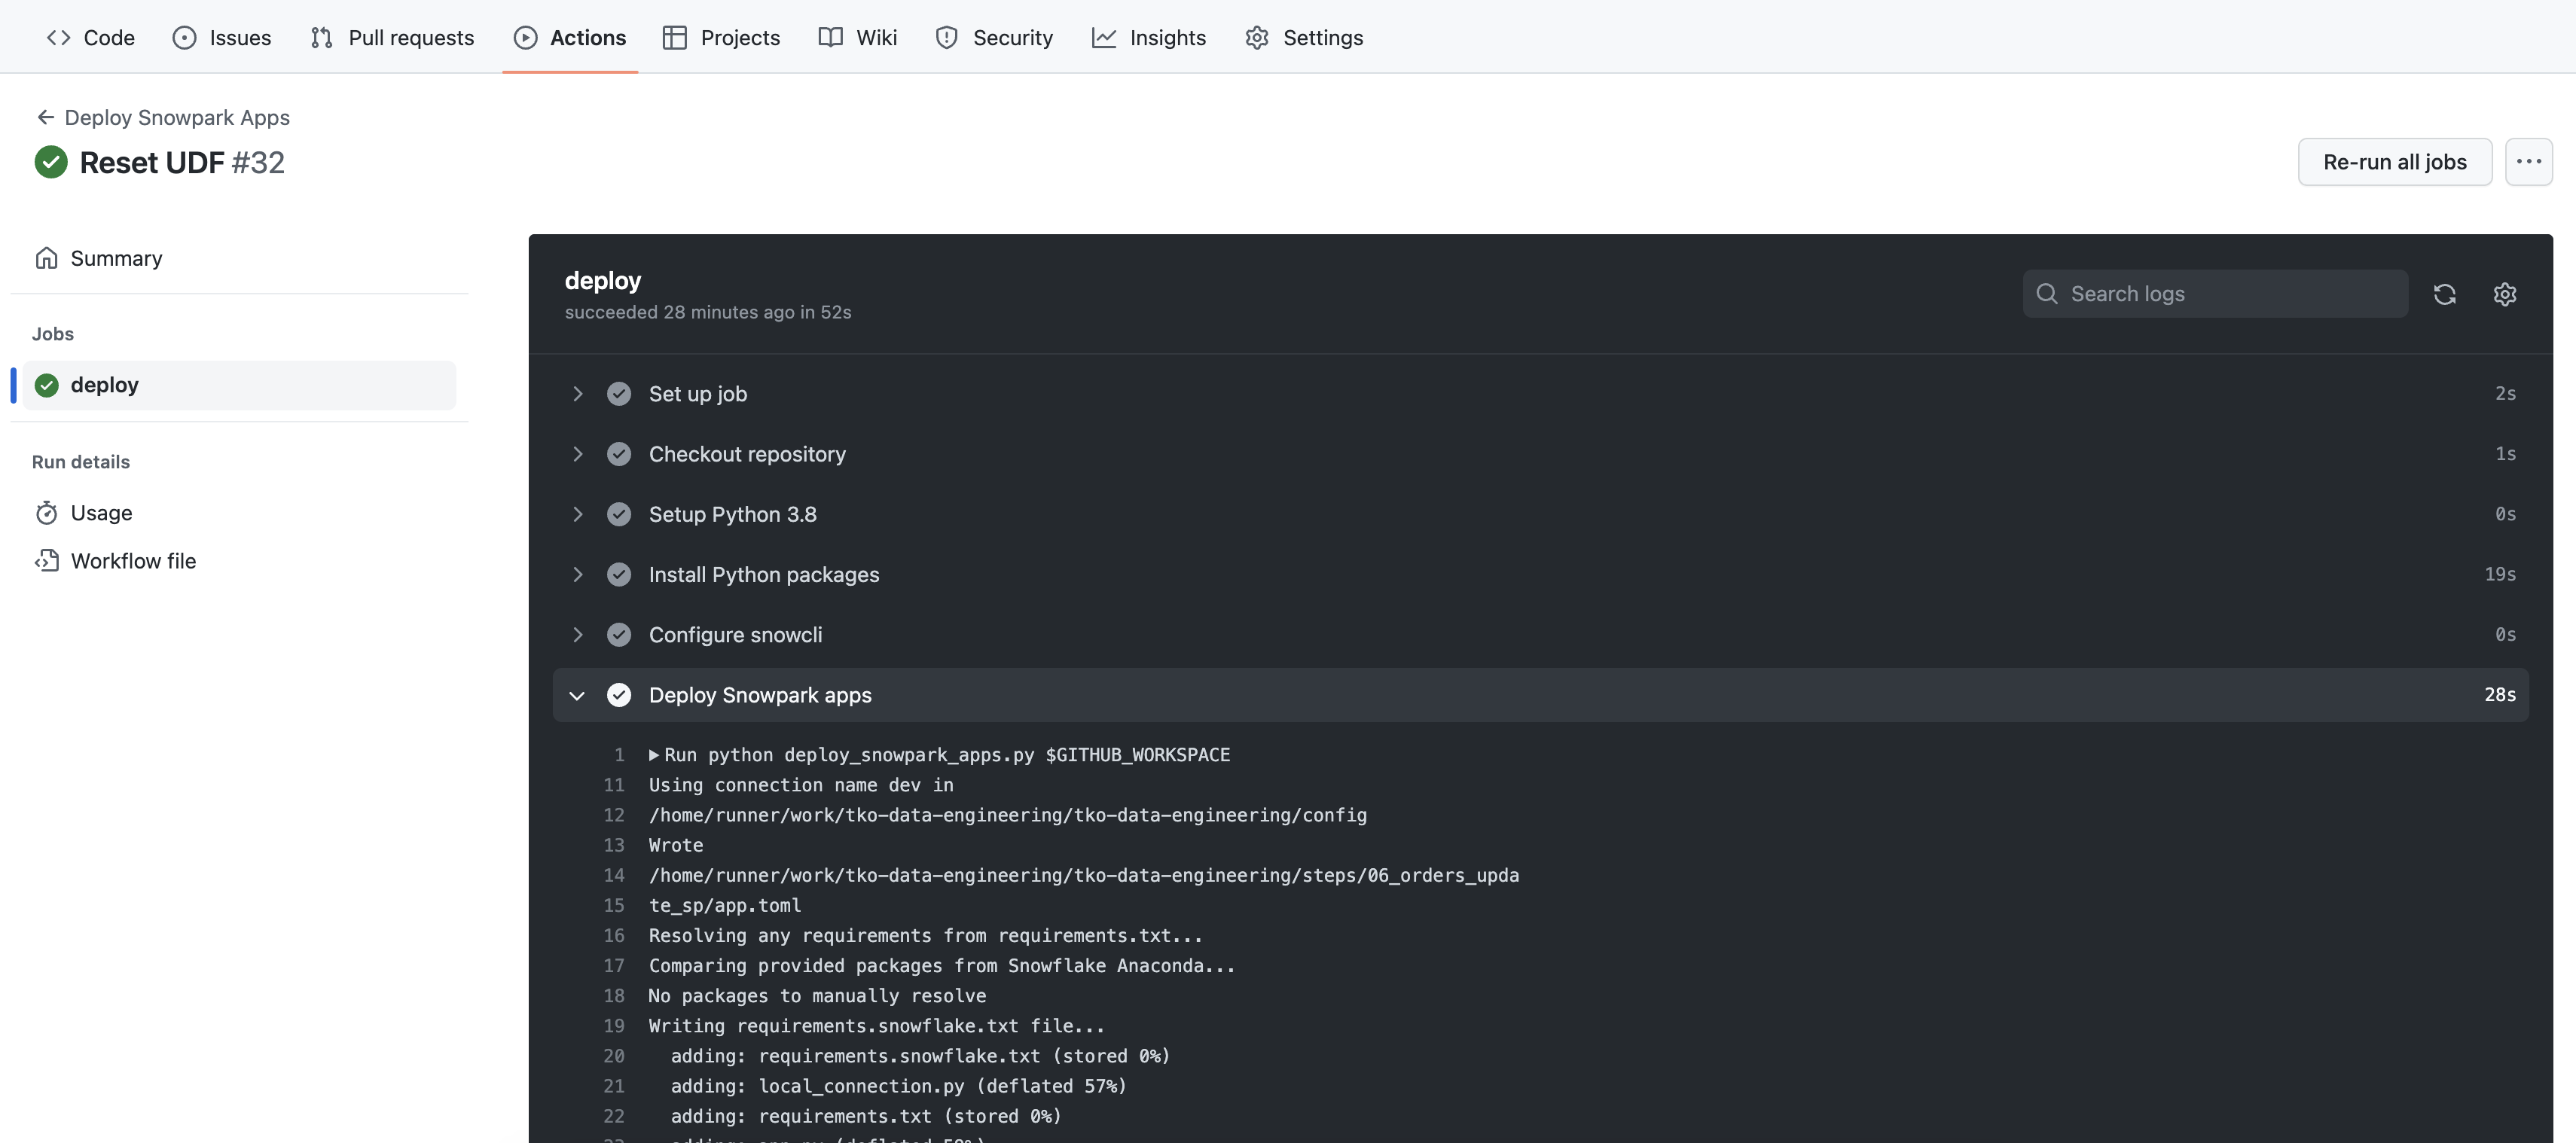 Code Issues Pull requests Actions Projects Wiki Security Insights Settings
Deploy Snowpark Apps
Reset UDF #32
Re-run all jobs
Summary
Jobs
deploy
Run details
Usage
Workflow file
deploy
succeeded 28 minutes ago in 52s
Search logs
Set up job 2s
Checkout repository 1s
Setup Python 3.8 0s
Install Python packages 19s
Configure snowcli 0s
Deploy Snowpark apps 28s
1 Run python deploy_snowpark_apps.py $GITHUB_WORKSPACE
11 Using connection name dev in
12 /home/runner/work/tko-data-engineering/tko-data-engineering/config
13 Wrote
14 /home/runner/work/tko-data-engineering/tko-data-engineering/steps/06_orders_upda
15 te_sp/app.toml
16 Resolving any requirements from requirements.txt...
17 Comparing provided packages from Snowflake Anaconda...
18 No packages to manually resolve
19 Writing requirements.snowflake.txt file...
20 adding: requirements.snowflake.txt (stored 0%)
21 adding: local_connection.py (deflated 57%)
22 adding: requirements.txt (stored 0%)